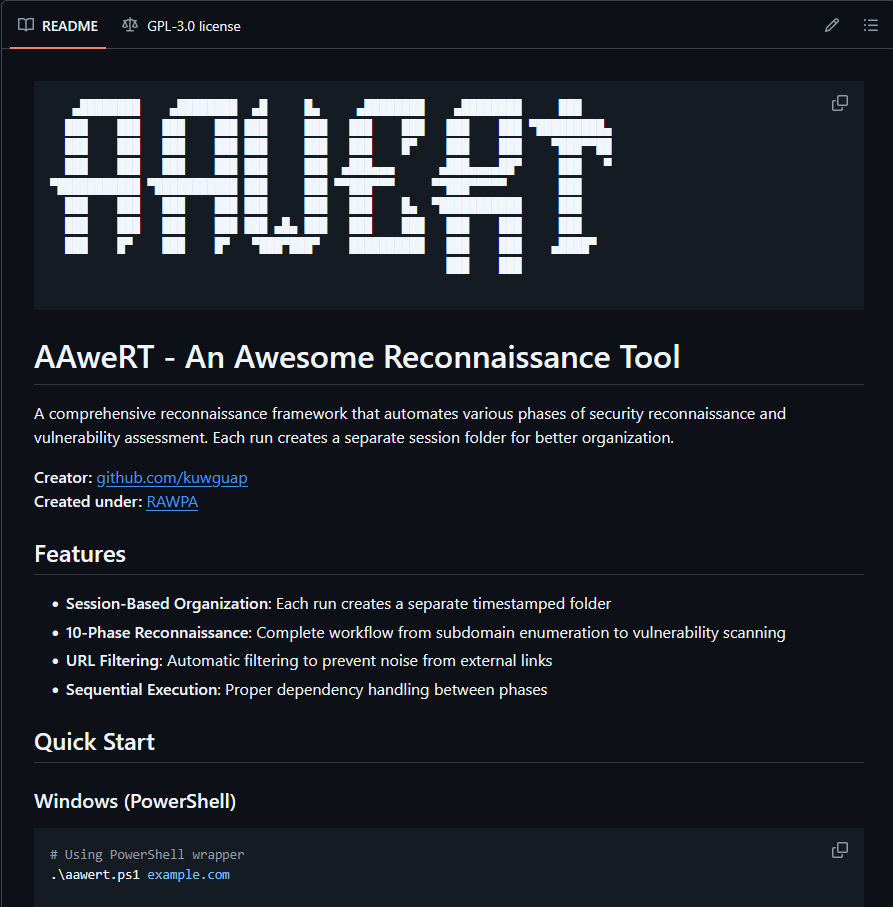 README
GPL-3.0 license
AAWERT
AAweRT - An Awesome Reconnaissance Tool
A comprehensive reconnaissance framework that automates various phases of security reconnaissance and
vulnerability assessment. Each run creates a separate session folder for better organization.
Creator: github.com/kuwguap
Created under: RAWPA
Features
• Session-Based Organization: Each run creates a separate timestamped folder
• 10-Phase Reconnaissance: Complete workflow from subdomain enumeration to vulnerability scanning
• URL Filtering: Automatic filtering to prevent noise from external links
• Sequential Execution: Proper dependency handling between phases
Quick Start
Windows (PowerShell)
# Using PowerShell wrapper
.\aawert.ps1 example.com